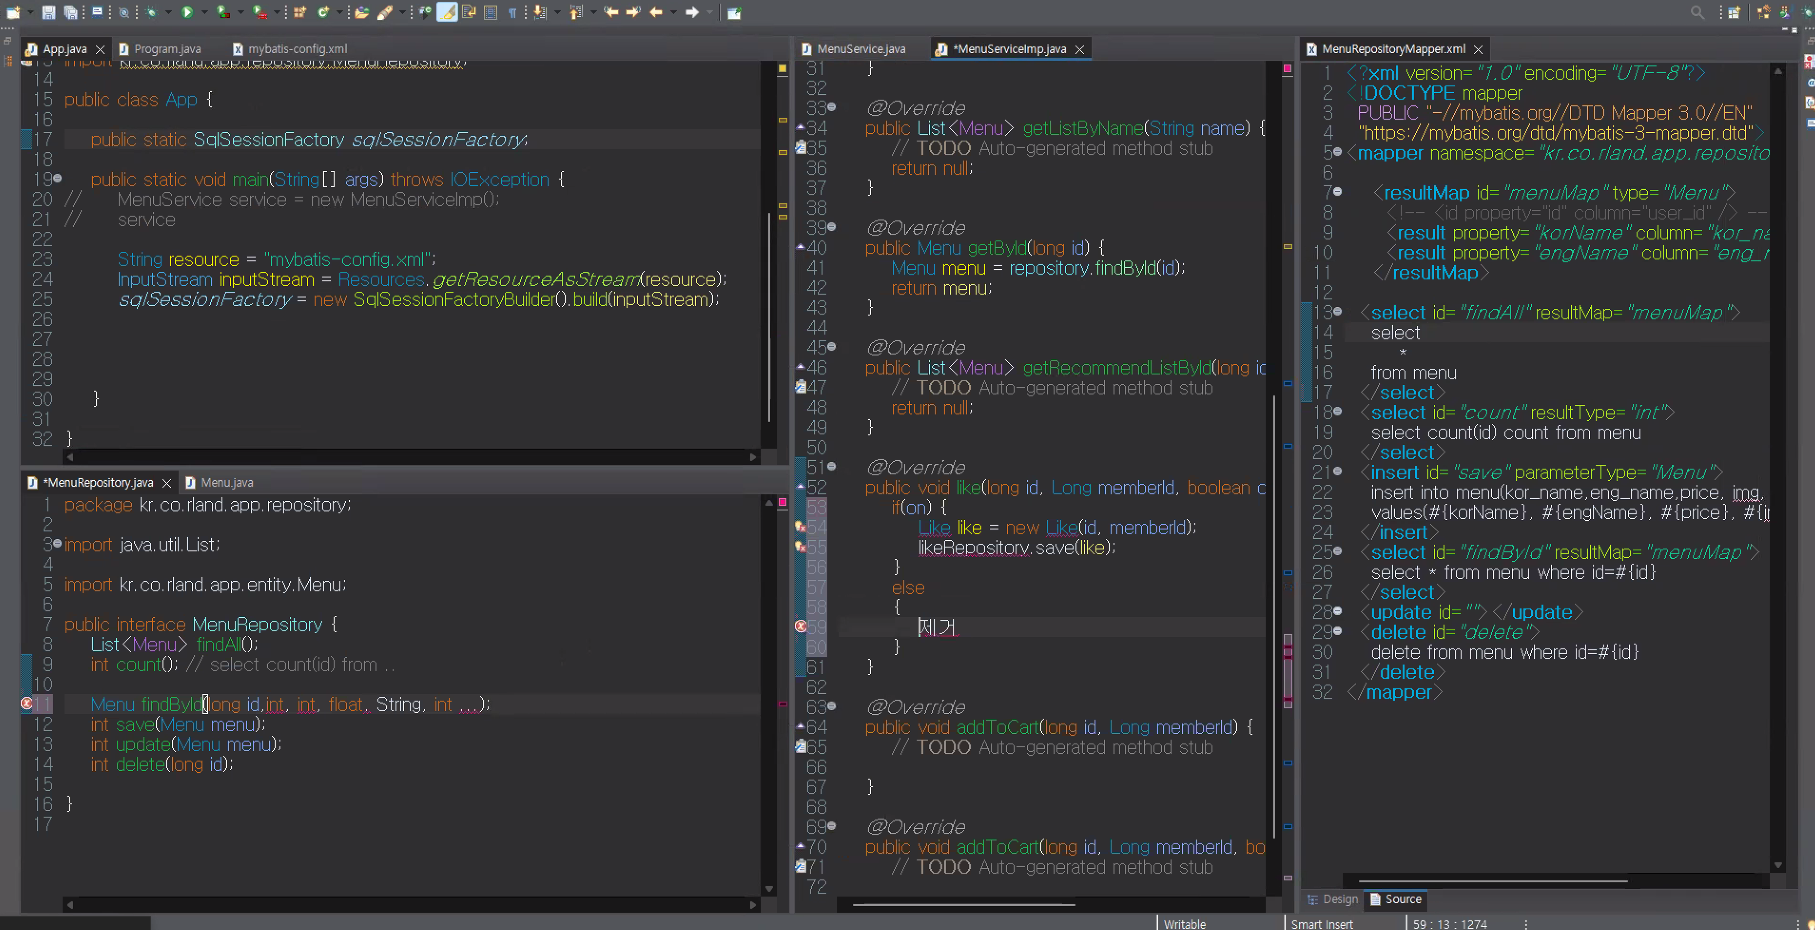 App.java
Program.java
mybatis-config.xml
13 import kr.co.rland.app.repository.MenuRepository;
14
15 public class App {
16
17 public static SqlSessionFactory sqlSessionFactory;
18
19 public static void main(String[] args) throws IOException {
20 // MenuService service = new MenuServiceImp();
21 // service
22
23 String resource = "mybatis-config.xml";
24 InputStream inputStream = Resources.getResourceAsStream(resource);
25 sqlSessionFactory = new SqlSessionFactoryBuilder().build(inputStream);
26
27
28
29
30 }
31
32 }
*MenuRepository.java
Menu.java
1 package kr.co.rland.app.repository;
2
3 import java.util.List;
4
5 import kr.co.rland.app.entity.Menu;
6
7 public interface MenuRepository {
8 List<Menu> findAll();
9 int count(); // select count(id) from ..
10
11 Menu findById(long id,int, int, float, String, int ...);
12 int save(Menu menu);
13 int update(Menu menu);
14 int delete(long id);
15
16 }
17
MenuService.java
*MenuServiceImp.java
31 }
32
33 @Override
34 public List<Menu> getListByName(String name) {
35 // TODO Auto-generated method stub
36 return null;
37 }
38
39 @Override
40 public Menu getById(long id) {
41 Menu menu = repository.findById(id);
42 return menu;
43 }
44
45 @Override
46 public List<Menu> getRecommendListById(long id
47 // TODO Auto-generated method stub
48 return null;
49 }
50
51 @Override
52 public void like(long id, Long memberId, boolean
53 if(on) {
54 Like like = new Like(id, memberId);
55 likeRepository.save(like);
56 }
57 else
58 {
59 제거
60 }
61 }
62
63 @Override
64 public void addToCart(long id, Long memberId) {
65 // TODO Auto-generated method stub
66
67 }
68
69 @Override
70 public void addToCart(long id, Long memberId, bo
71 // TODO Auto-generated method stub
72
MenuRepositoryMapper.xml
1 <?xml version="1.0" encoding="UTF-8"?>
2 <!DOCTYPE mapper
3 PUBLIC "-//mybatis.org//DTD Mapper 3.0//EN"
4 "https://mybatis.org/dtd/mybatis-3-mapper.dtd">
5 <mapper namespace="kr.co.rland.app.reposito
6
7 <resultMap id="menuMap" type="Menu">
8 <!-- <id property="id" column="user_id" /> --
9 <result property="korName" column="kor_na
10 <result property="engName" column="eng_
11 </resultMap>
12
13 <select id="findAll" resultMap="menuMap">
14 select
15 *
16 from menu
17 </select>
18 <select id="count" resultType="int">
19 select count(id) count from menu
20 </select>
21 <insert id="save" parameterType="Menu">
22 insert into menu(kor_name,eng_name,price, img,
23 values(#{korName}, #{engName}, #{price}, #{i
24 </insert>
25 <select id="findById" resultMap="menuMap">
26 select * from menu where id=#{id}
27 </select>
28 <update id=""></update>
29 <delete id="delete">
30 delete from menu where id=#{id}
31 </delete>
32 </mapper>
Design
Source
Writable
Smart Insert
59 : 13 : 1274